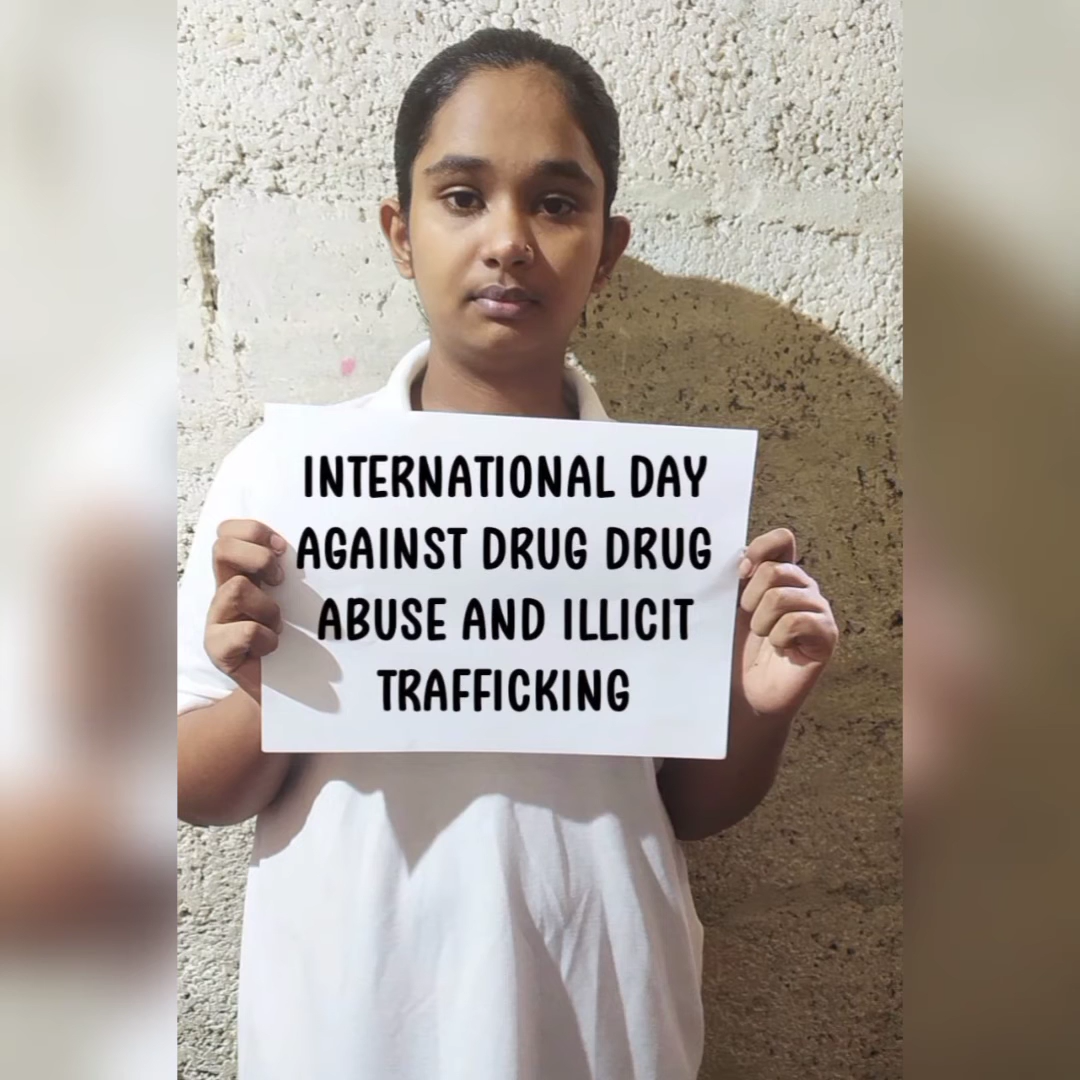 INTERNATIONAL DAY
AGAINST DRUG DRUG
ABUSE AND ILLICIT
TRAFFICKING